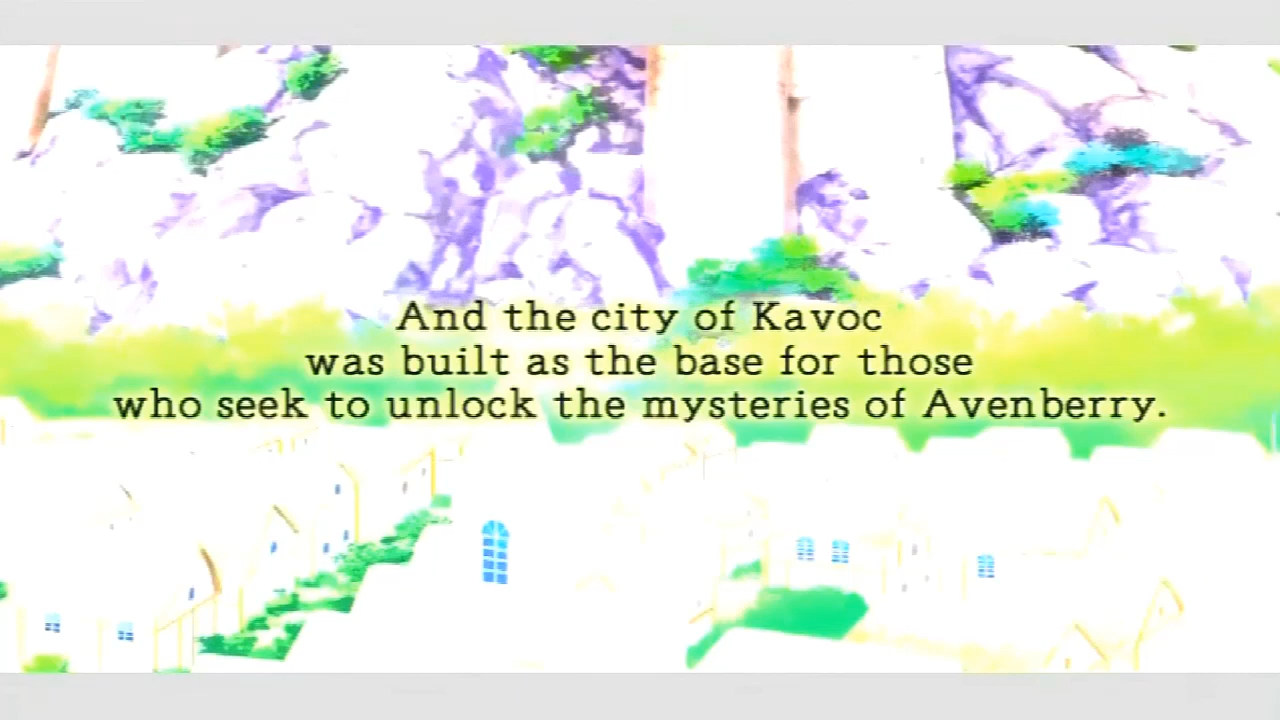 And the city of Kavoc
was built as the base for those
who seek to unlock the mysteries of Avenberry.